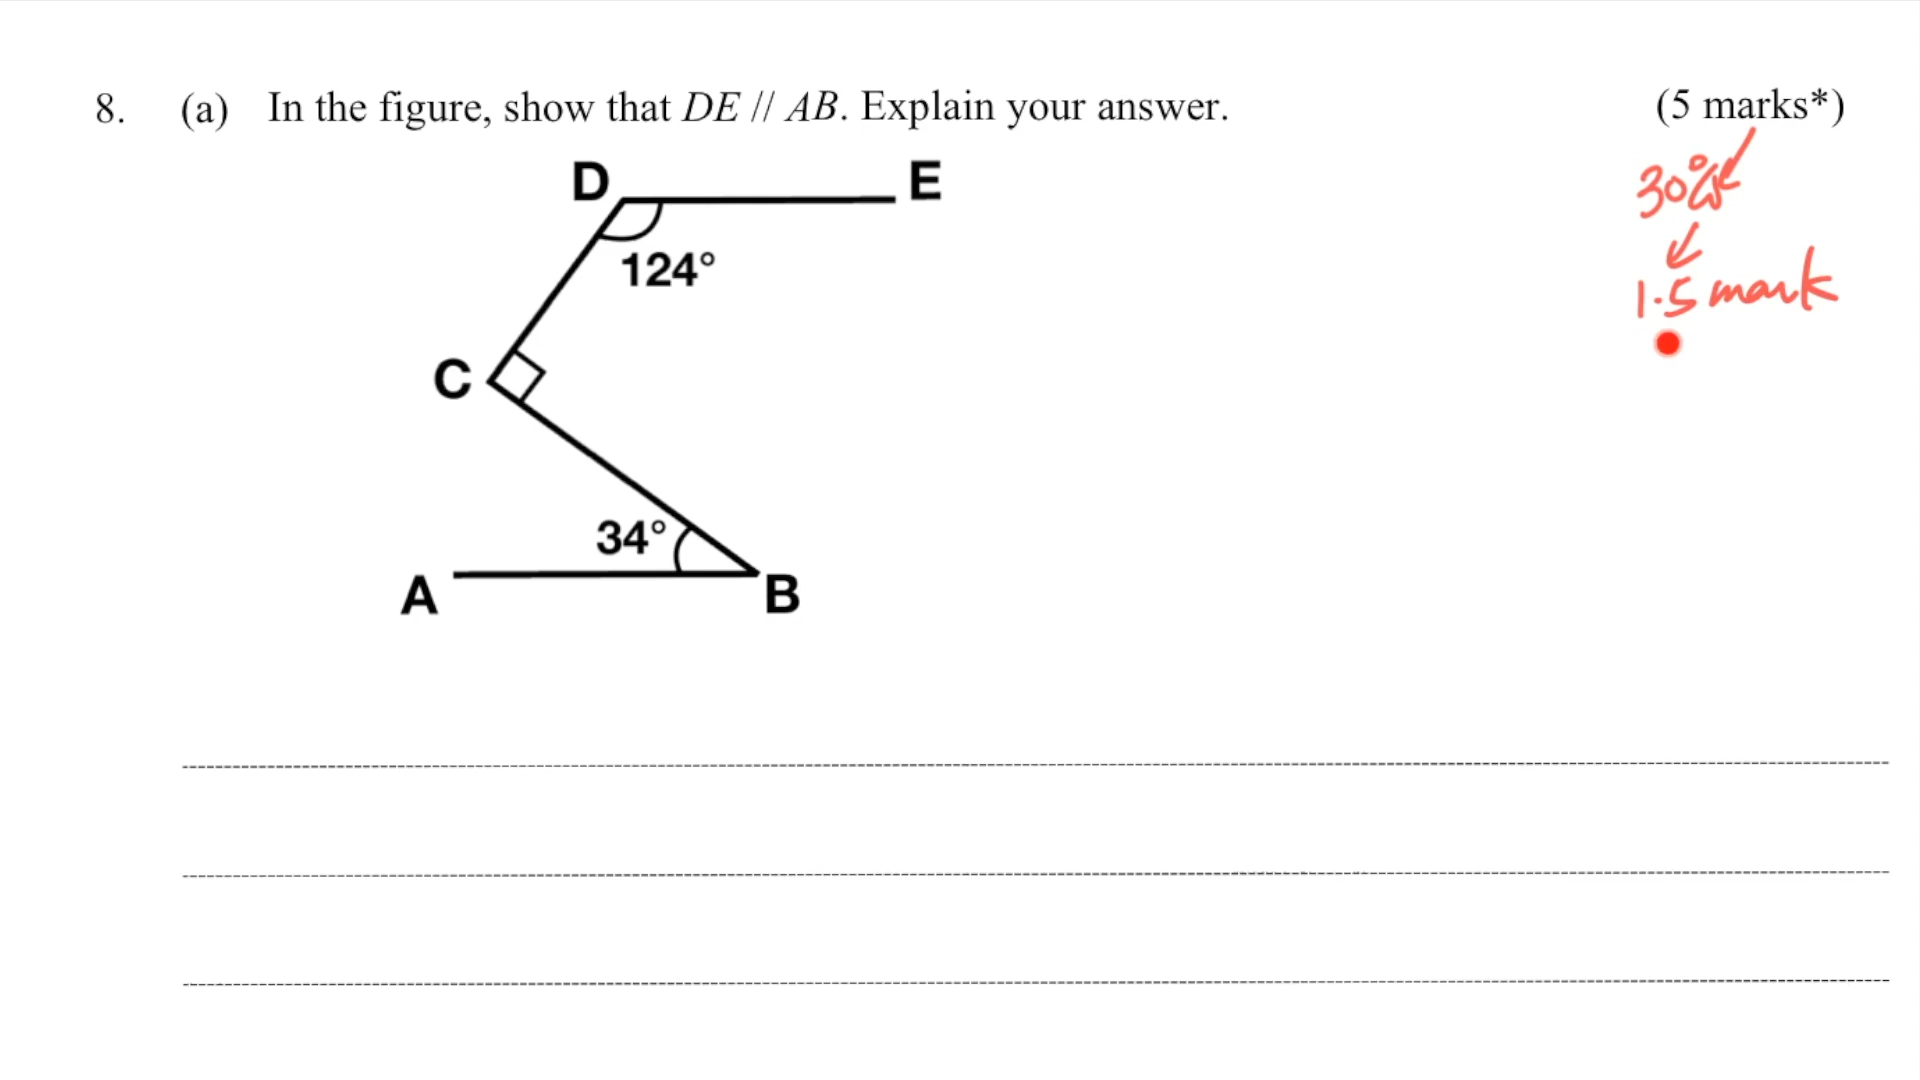 8. (a) In the figure, show that DE // AB. Explain your answer. (5 marks*)
D E
30%
124°
1.5 mark
C
34°
A B